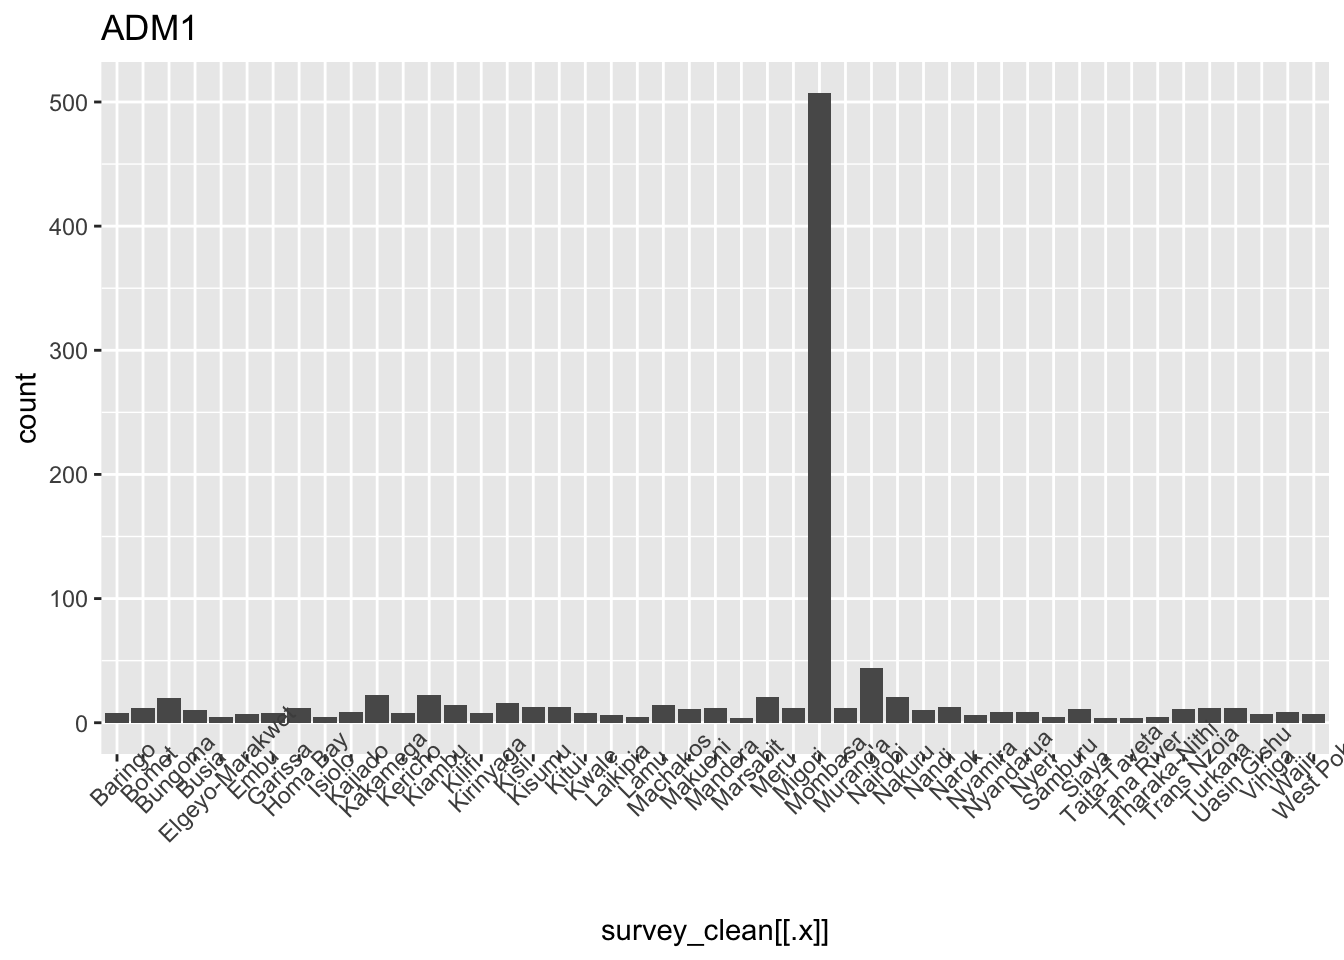 ADM1
500
400
300
200
100
0
count
Baringo
Bomet
Bungoma
Busia
Elgeyo-Marakwet
Embu
Garissa
Homa Bay
Isiolo
Kajiado
Kakamega
Kericho
Kiambu
Kilifi
Kirinyaga
Kisii
Kisumu
Kitui
Kwale
Laikipia
Lamu
Machakos
Makueni
Mandera
Marsabit
Meru
Migori
Mombasa
Murang'a
Nairobi
Nakuru
Nandi
Narok
Nyamira
Nyandarua
Nyeri
Samburu
Siaya
Taita-Taveta
Tana River
Tharaka-Nithi
Trans Nzoia
Turkana
Uasin Gishu
Vihiga
Wajir
West Pok
survey_clean[[.x]]